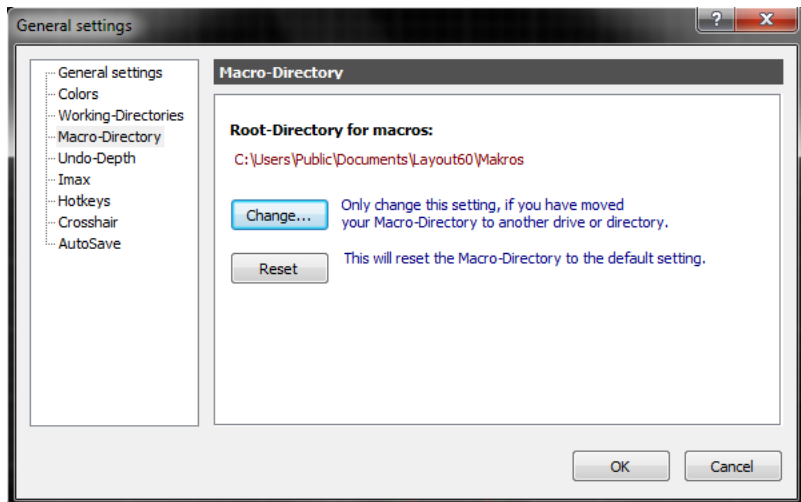 General settings
?
X
General settings
Colors
Working-Directories
Macro-Directory
Undo-Depth
Imax
Hotkeys
Crosshair
AutoSave
Macro-Directory
Root-Directory for macros:
C:\Users\Public\Documents\Layout60\Makros
Change...
Only change this setting, if you have moved
your Macro-Directory to another drive or directory.
Reset
This will reset the Macro-Directory to the default setting.
OK
Cancel